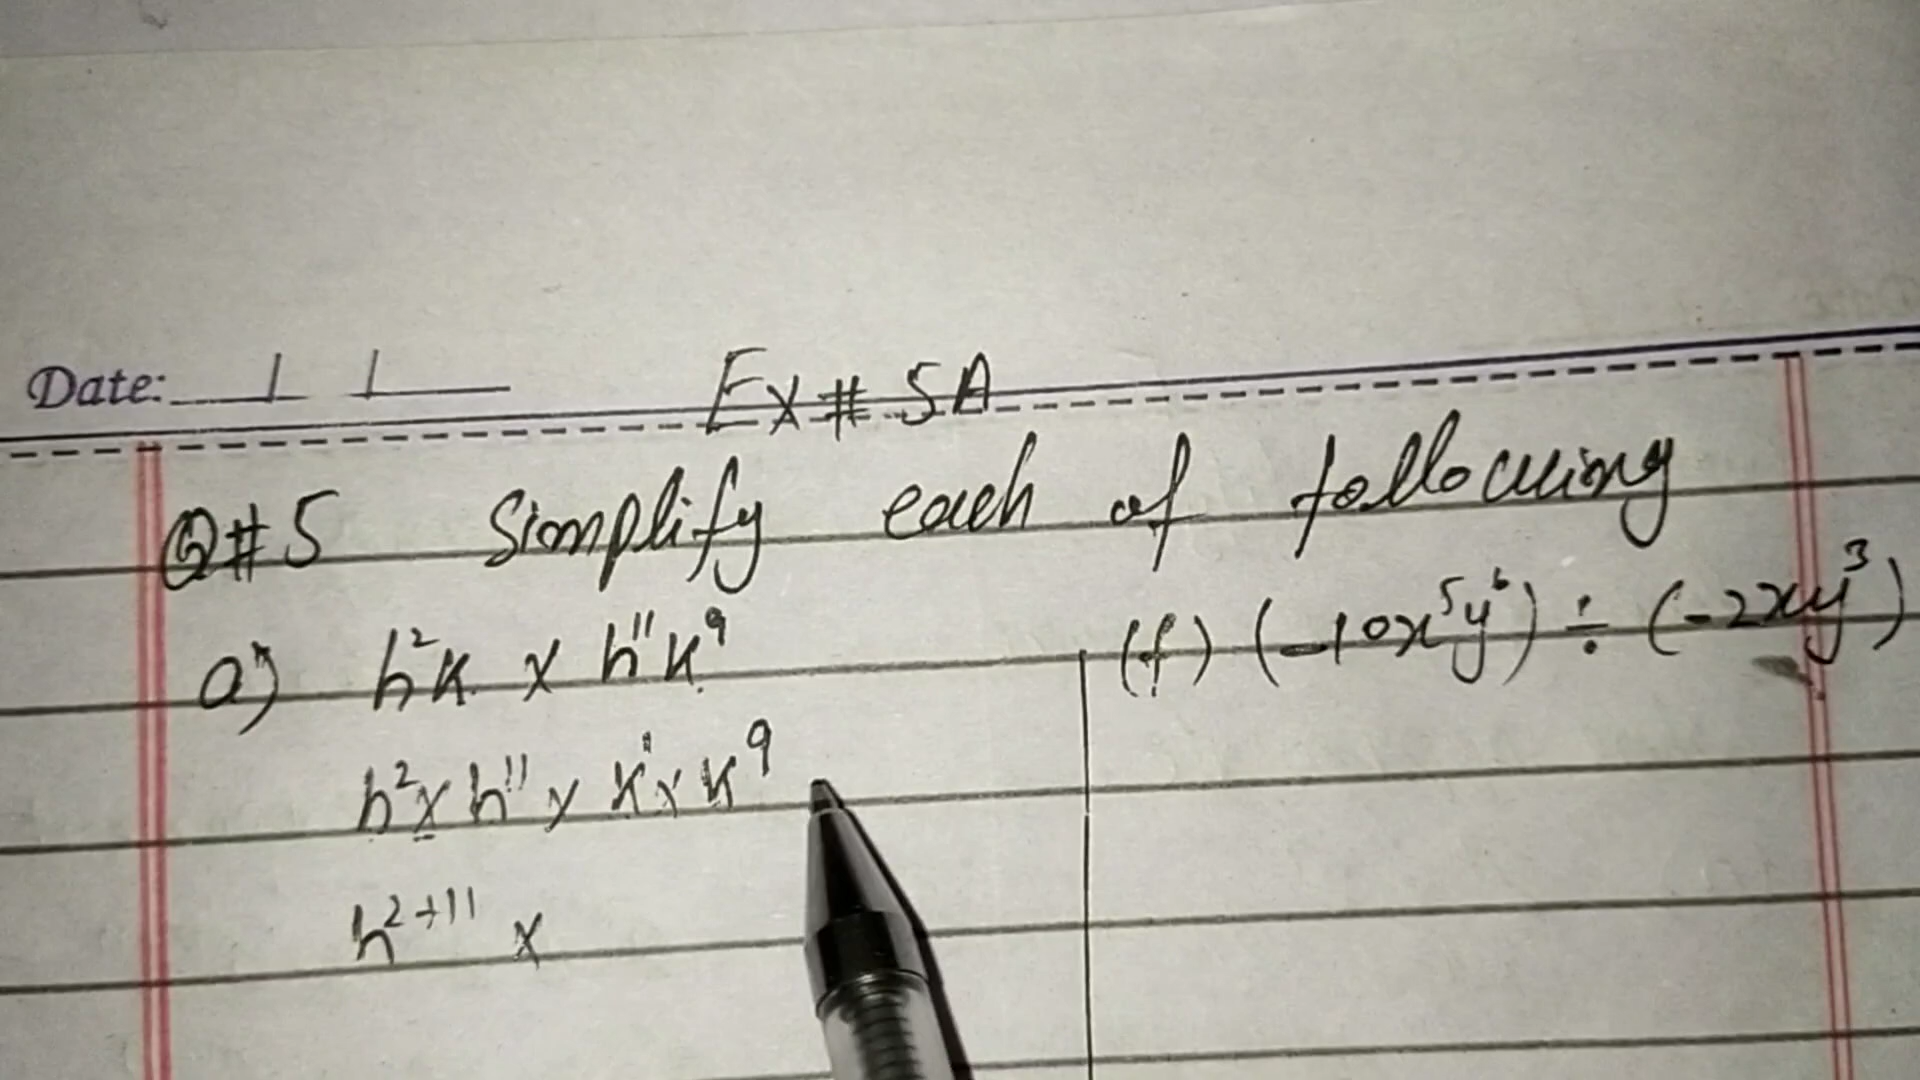 Date: / /
Ex # 5A
Q#5 Simplify each of following
a) h²k × h¹¹k⁹
h² × h¹¹ × k¹ × k⁹
h²⁺¹¹ ×
(f) (-10x⁵y⁶) ÷ (-2xy³)